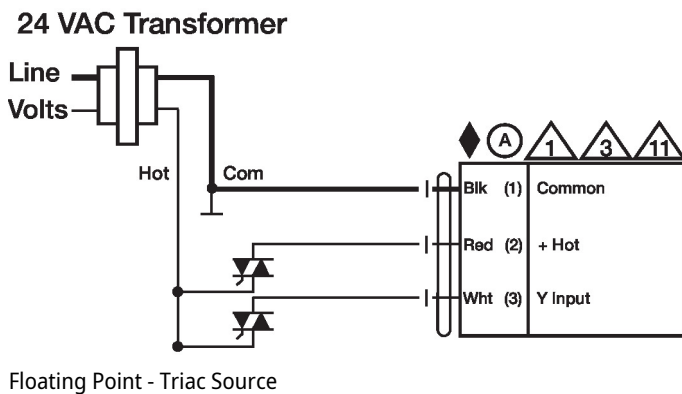 24 VAC Transformer
Line
Volts
Hot
Com
A 1 3 11
Blk (1) Common
Red (2) + Hot
Wht (3) Y Input
Floating Point - Triac Source